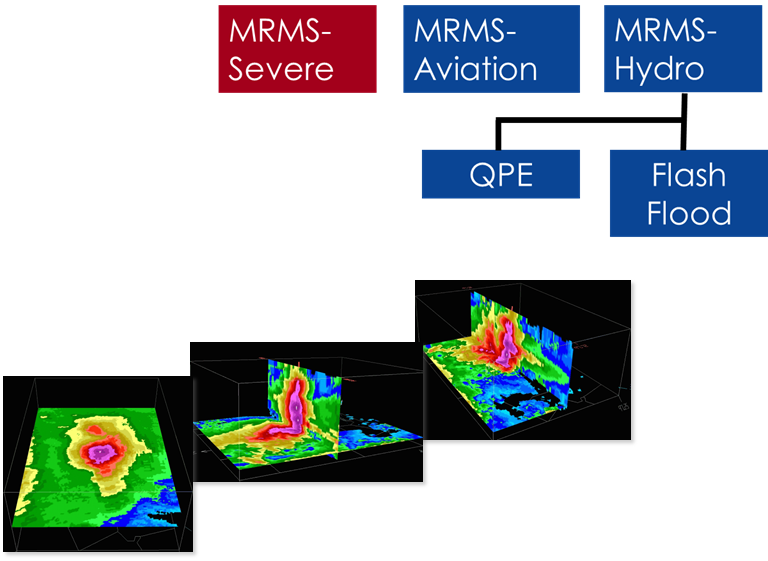 MRMS-
Severe
MRMS-
Aviation
MRMS-
Hydro
QPE
Flash
Flood